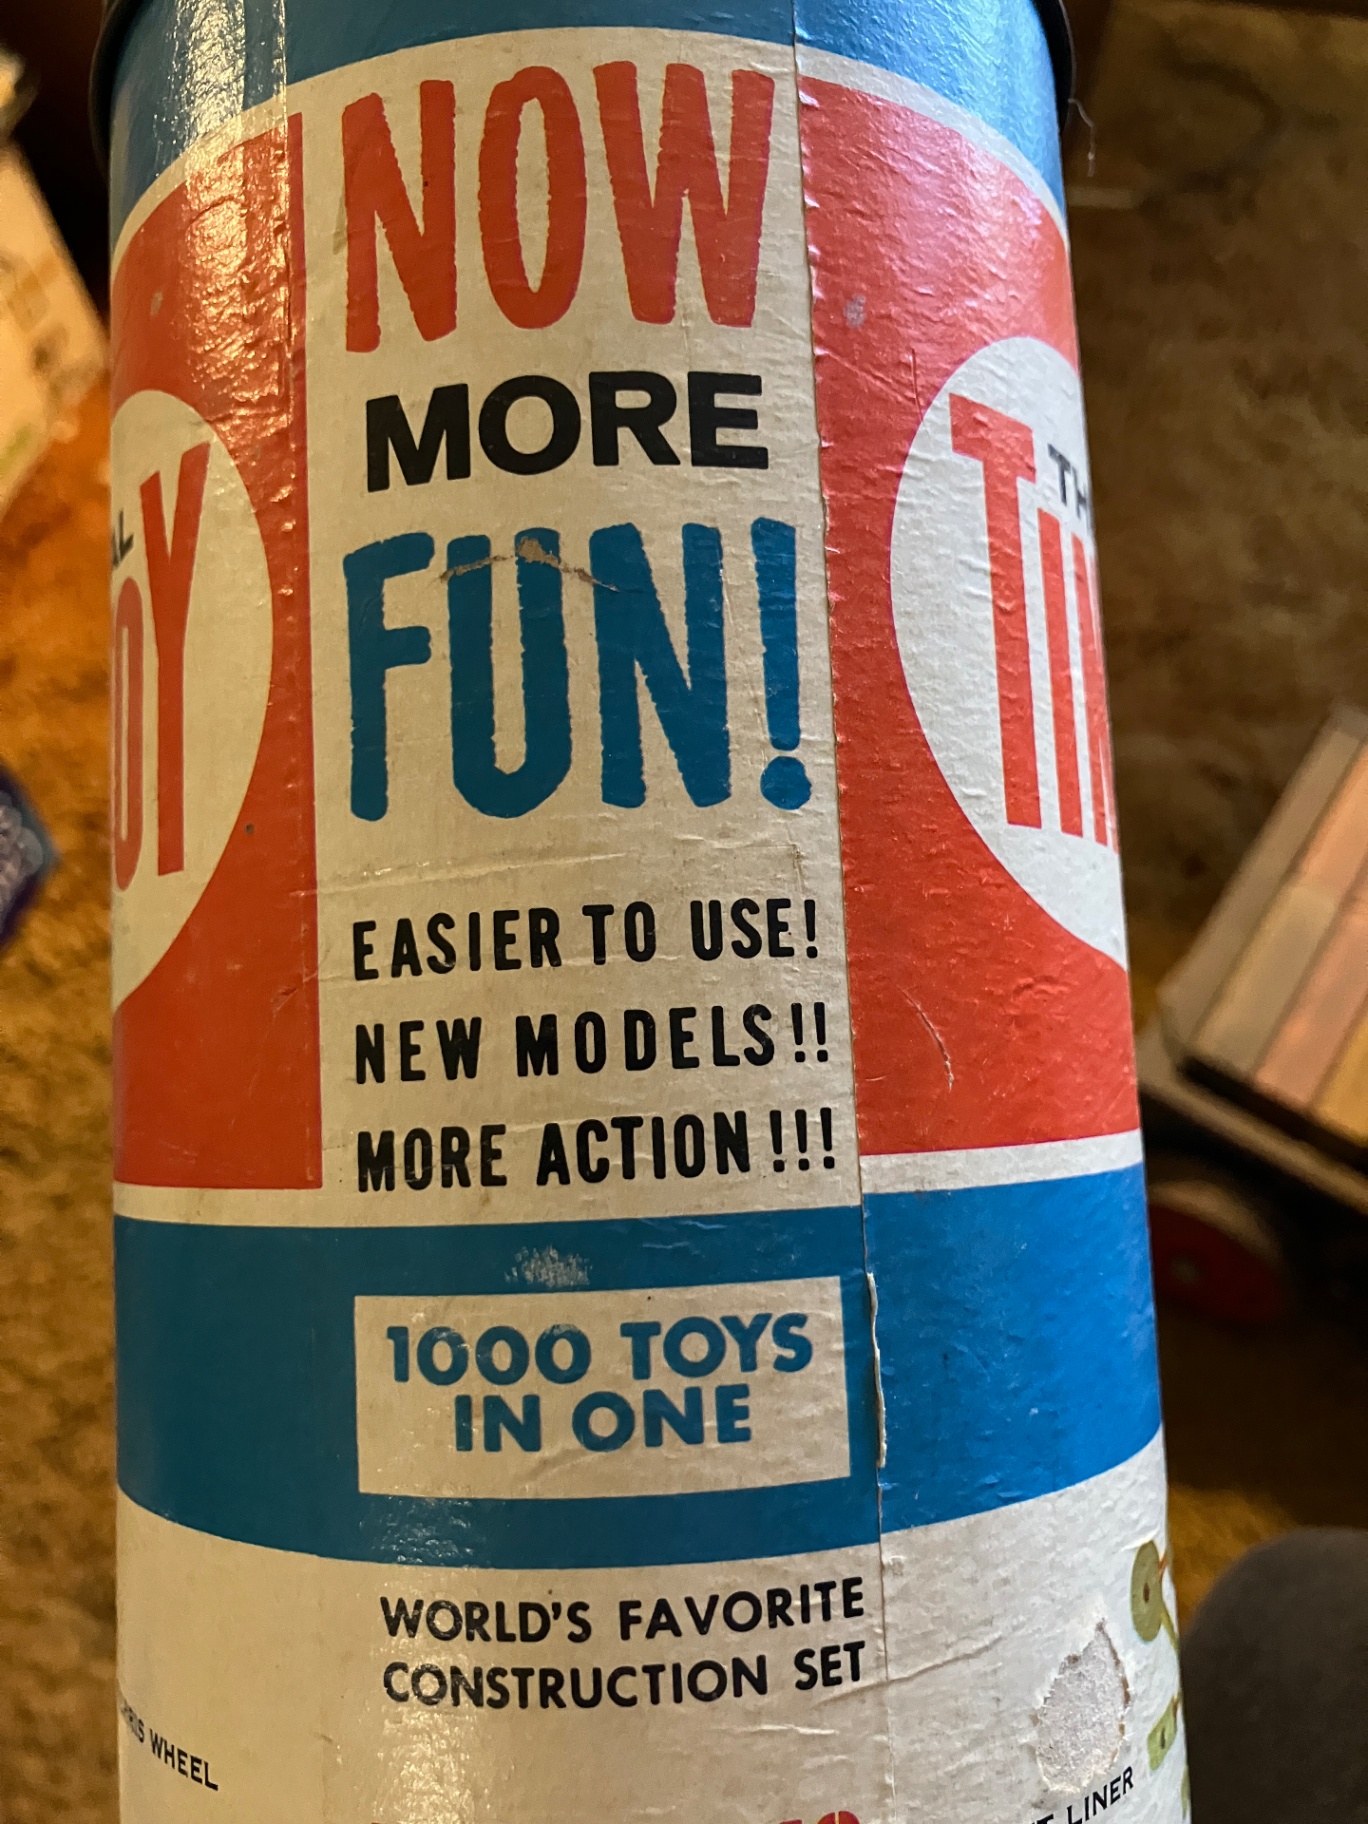 NOW
MORE
FUN!
EASIER TO USE!
NEW MODELS!!
MORE ACTION!!!
1000 TOYS
IN ONE
WORLD'S FAVORITE
CONSTRUCTION SET
WHEEL
LINER